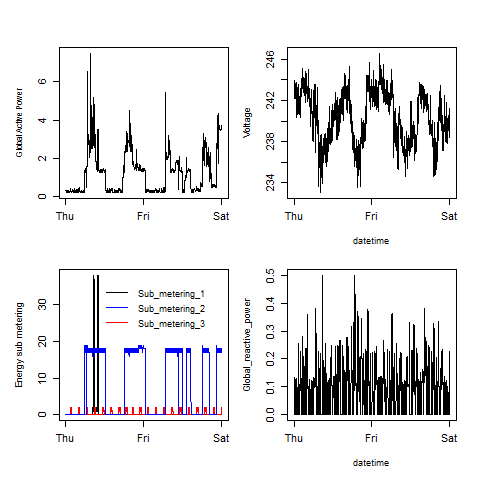 Global Active Power
0
2
4
6
Thu
Fri
Sat
Voltage
234
238
242
246
Thu
Fri
Sat
datetime
Energy sub metering
0
10
20
30
Sub_metering_1
Sub_metering_2
Sub_metering_3
Thu
Fri
Sat
Global_reactive_power
0.0
0.1
0.2
0.3
0.4
0.5
Thu
Fri
Sat
datetime